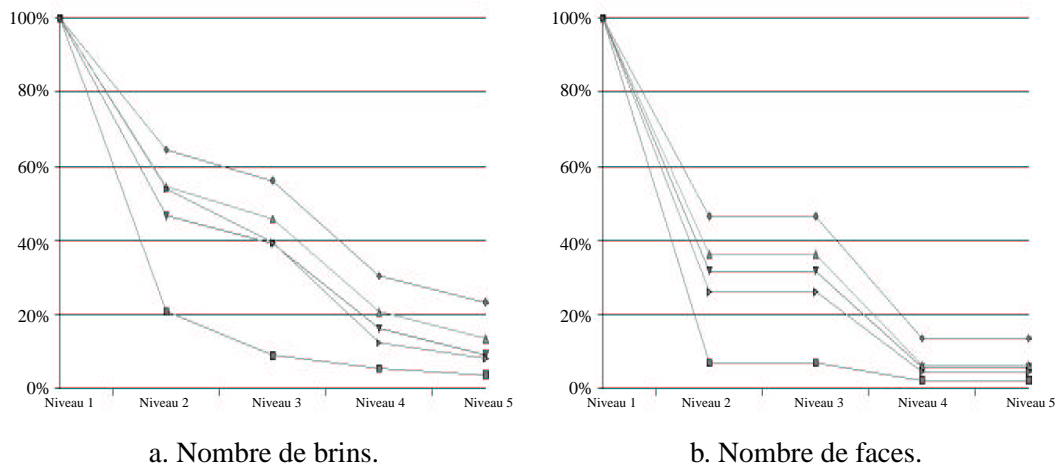 100%
80%
60%
40%
20%
0%
Niveau 1
Niveau 2
Niveau 3
Niveau 4
Niveau 5
a. Nombre de brins.
100%
80%
60%
40%
20%
0%
Niveau 1
Niveau 2
Niveau 3
Niveau 4
Niveau 5
b. Nombre de faces.